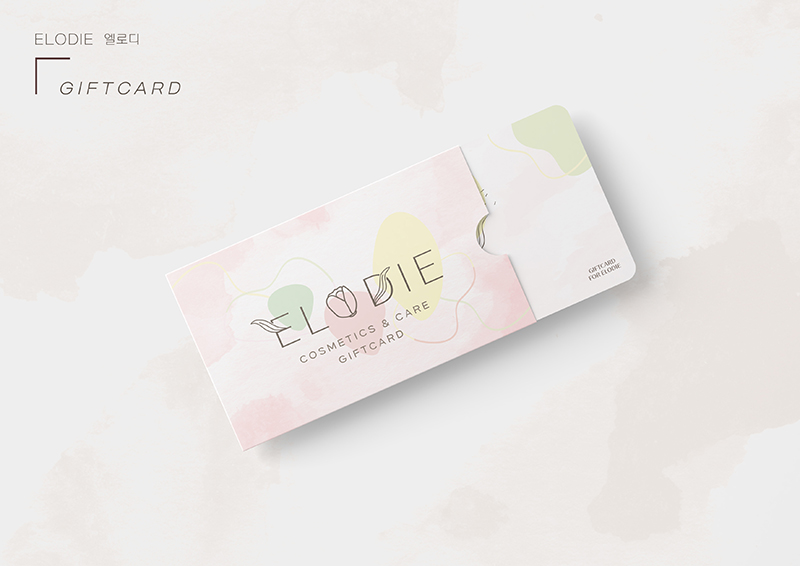 ELODIE 엘로디
GIFTCARD
ELODIE
COSMETICS & CARE
GIFTCARD
GIFTCARD
FOR ELODIE